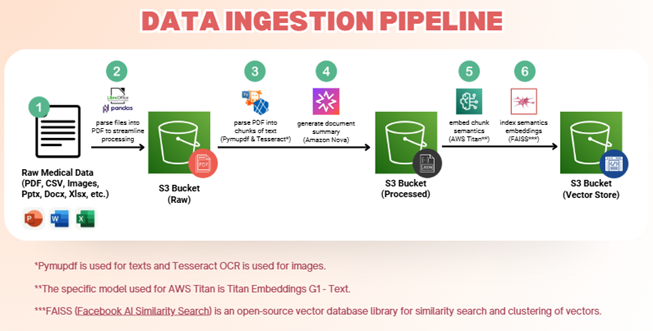 DATA INGESTION PIPELINE
1
2
LibreOffice
pandas
parse files into
PDF to streamline
processing
3
parse PDF into
chunks of text
(Pymupdf & Tesseract*)
4
generate document
summary
(Amazon Nova)
5
embed chunk
semantics
(AWS Titan**)
6
index semantics
embeddings
(FAISS***)
Raw Medical Data
(PDF, CSV, Images,
Pptx, Docx, Xlsx, etc.)
P
W
X
PDF
S3 Bucket
(Raw)
JSON
S3 Bucket
(Processed)
S3 Bucket
(Vector Store)
*Pymupdf is used for texts and Tesseract OCR is used for images.
**The specific model used for AWS Titan is Titan Embeddings G1 - Text.
***FAISS (Facebook AI Similarity Search) is an open-source vector database library for similarity search and clustering of vectors.